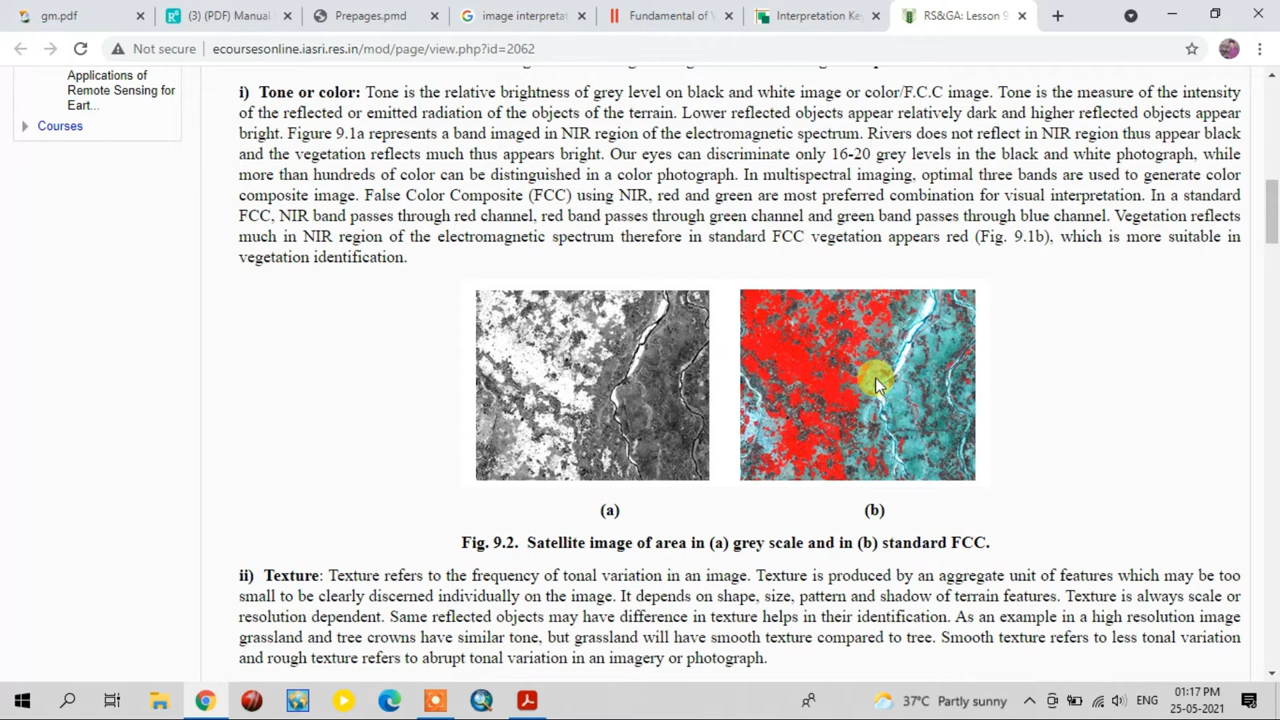 gm.pdf
(3) (PDF) Manual
Prepages.pmd
image interpreta
Fundamental of
Interpretation Ke
RS&GA: Lesson 9
Not secure
ecoursesonline.iasri.res.in/mod/page/view.php?id=2062
Applications of
Remote Sensing for
Eart...
Courses
i) Tone or color: Tone is the relative brightness of grey level on black and white image or color/F.C.C image. Tone is the measure of the intensity
of the reflected or emitted radiation of the objects of the terrain. Lower reflected objects appear relatively dark and higher reflected objects appear
bright. Figure 9.1a represents a band imaged in NIR region of the electromagnetic spectrum. Rivers does not reflect in NIR region thus appear black
and the vegetation reflects much thus appears bright. Our eyes can discriminate only 16-20 grey levels in the black and white photograph, while
more than hundreds of color can be distinguished in a color photograph. In multispectral imaging, optimal three bands are used to generate color
composite image. False Color Composite (FCC) using NIR, red and green are most preferred combination for visual interpretation. In a standard
FCC, NIR band passes through red channel, red band passes through green channel and green band passes through blue channel. Vegetation reflects
much in NIR region of the electromagnetic spectrum therefore in standard FCC vegetation appears red (Fig. 9.1b), which is more suitable in
vegetation identification.
(a)
(b)
Fig. 9.2. Satellite image of area in (a) grey scale and in (b) standard FCC.
ii) Texture: Texture refers to the frequency of tonal variation in an image. Texture is produced by an aggregate unit of features which may be too
small to be clearly discerned individually on the image. It depends on shape, size, pattern and shadow of terrain features. Texture is always scale or
resolution dependent. Same reflected objects may have difference in texture helps in their identification. As an example in a high resolution image
grassland and tree crowns have similar tone, but grassland will have smooth texture compared to tree. Smooth texture refers to less tonal variation
and rough texture refers to abrupt tonal variation in an imagery or photograph.
37°C Partly sunny
ENG
01:17 PM
25-05-2021